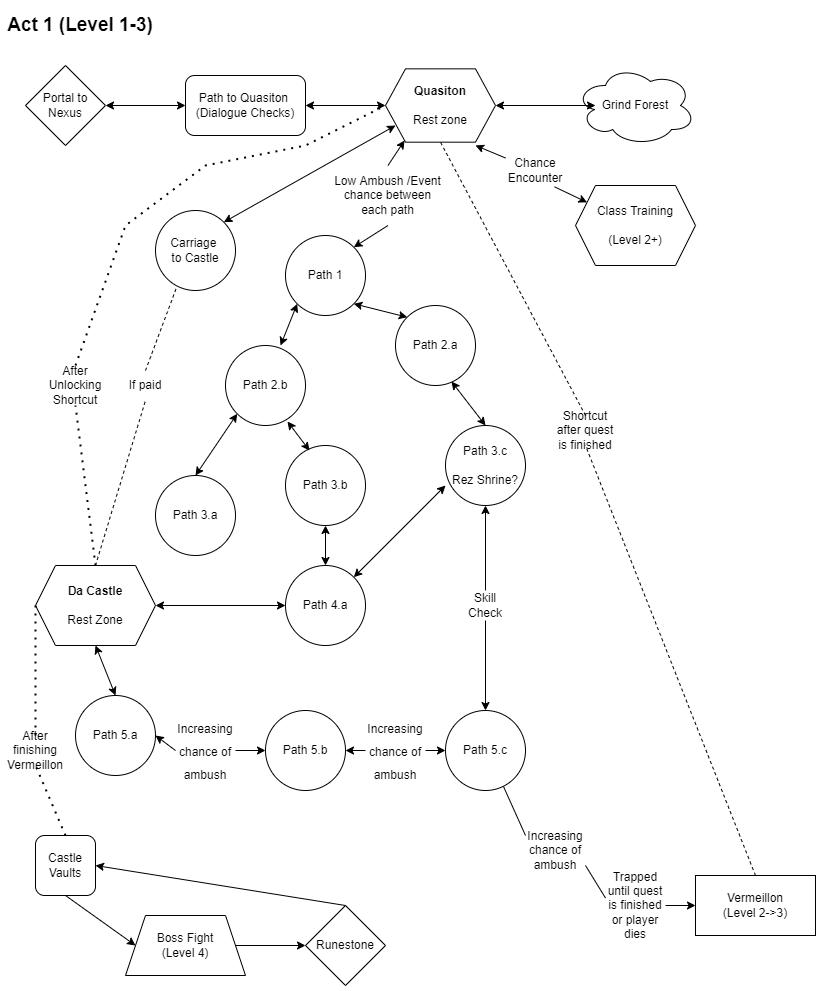 Act 1 (Level 1-3)
Portal to
Nexus
Path to Quasiton
(Dialogue Checks)
Quasiton
Rest zone
Grind Forest
Chance
Encounter
Class Training
(Level 2+)
Low Ambush /Event
chance between
each path
Carriage
to Castle
Path 1
Path 2.a
Path 2.b
After
Unlocking
Shortcut
If paid
Shortcut
after quest
is finished
Path 3.c
Rez Shrine?
Path 3.b
Path 3.a
Da Castle
Rest Zone
Path 4.a
Skill
Check
After
finishing
Vermeillon
Path 5.a
Increasing
chance of
ambush
Path 5.b
Increasing
chance of
ambush
Path 5.c
Increasing
chance of
ambush
Trapped
until quest
is finished
or player
dies
Vermeillon
(Level 2->3)
Castle
Vaults
Boss Fight
(Level 4)
Runestone